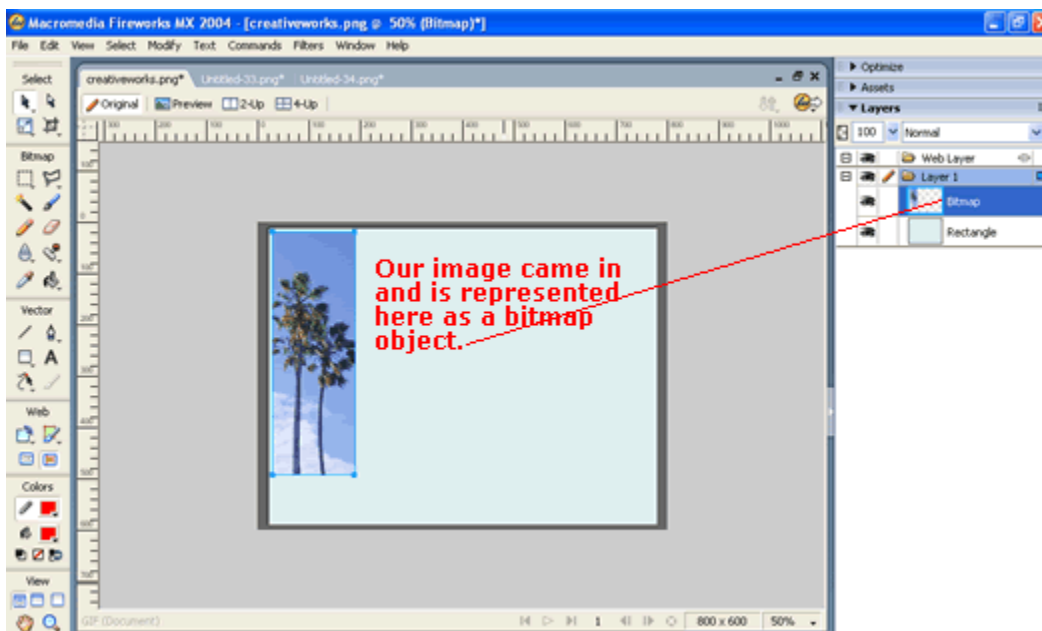 Macromedia Fireworks MX 2004 - [creativeworks.png @ 50% (Bitmap)*]
File Edit View Select Modify Text Commands Filters Window Help
Select
creativeworks.png* Untitled-33.png* Untitled-34.png*
Original Preview 2-Up 4-Up
Optimize
Assets
Layers
100 Normal
Web Layer
Layer 1
Bitmap
Rectangle
Bitmap
Vector
Web
Colors
View
Our image came in
and is represented
here as a bitmap
object.
GIF (Document)
1
800 x 600 50%